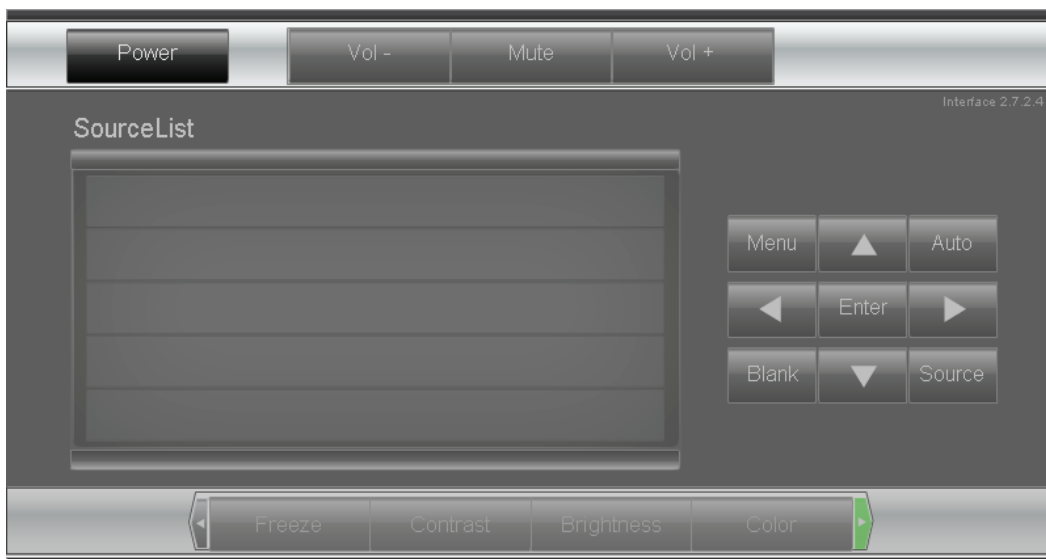 Power Vol - Mute Vol +
Interface 2.7.2.4
SourceList
Menu Auto
Enter
Blank Source
Freeze Contrast Brightness Color